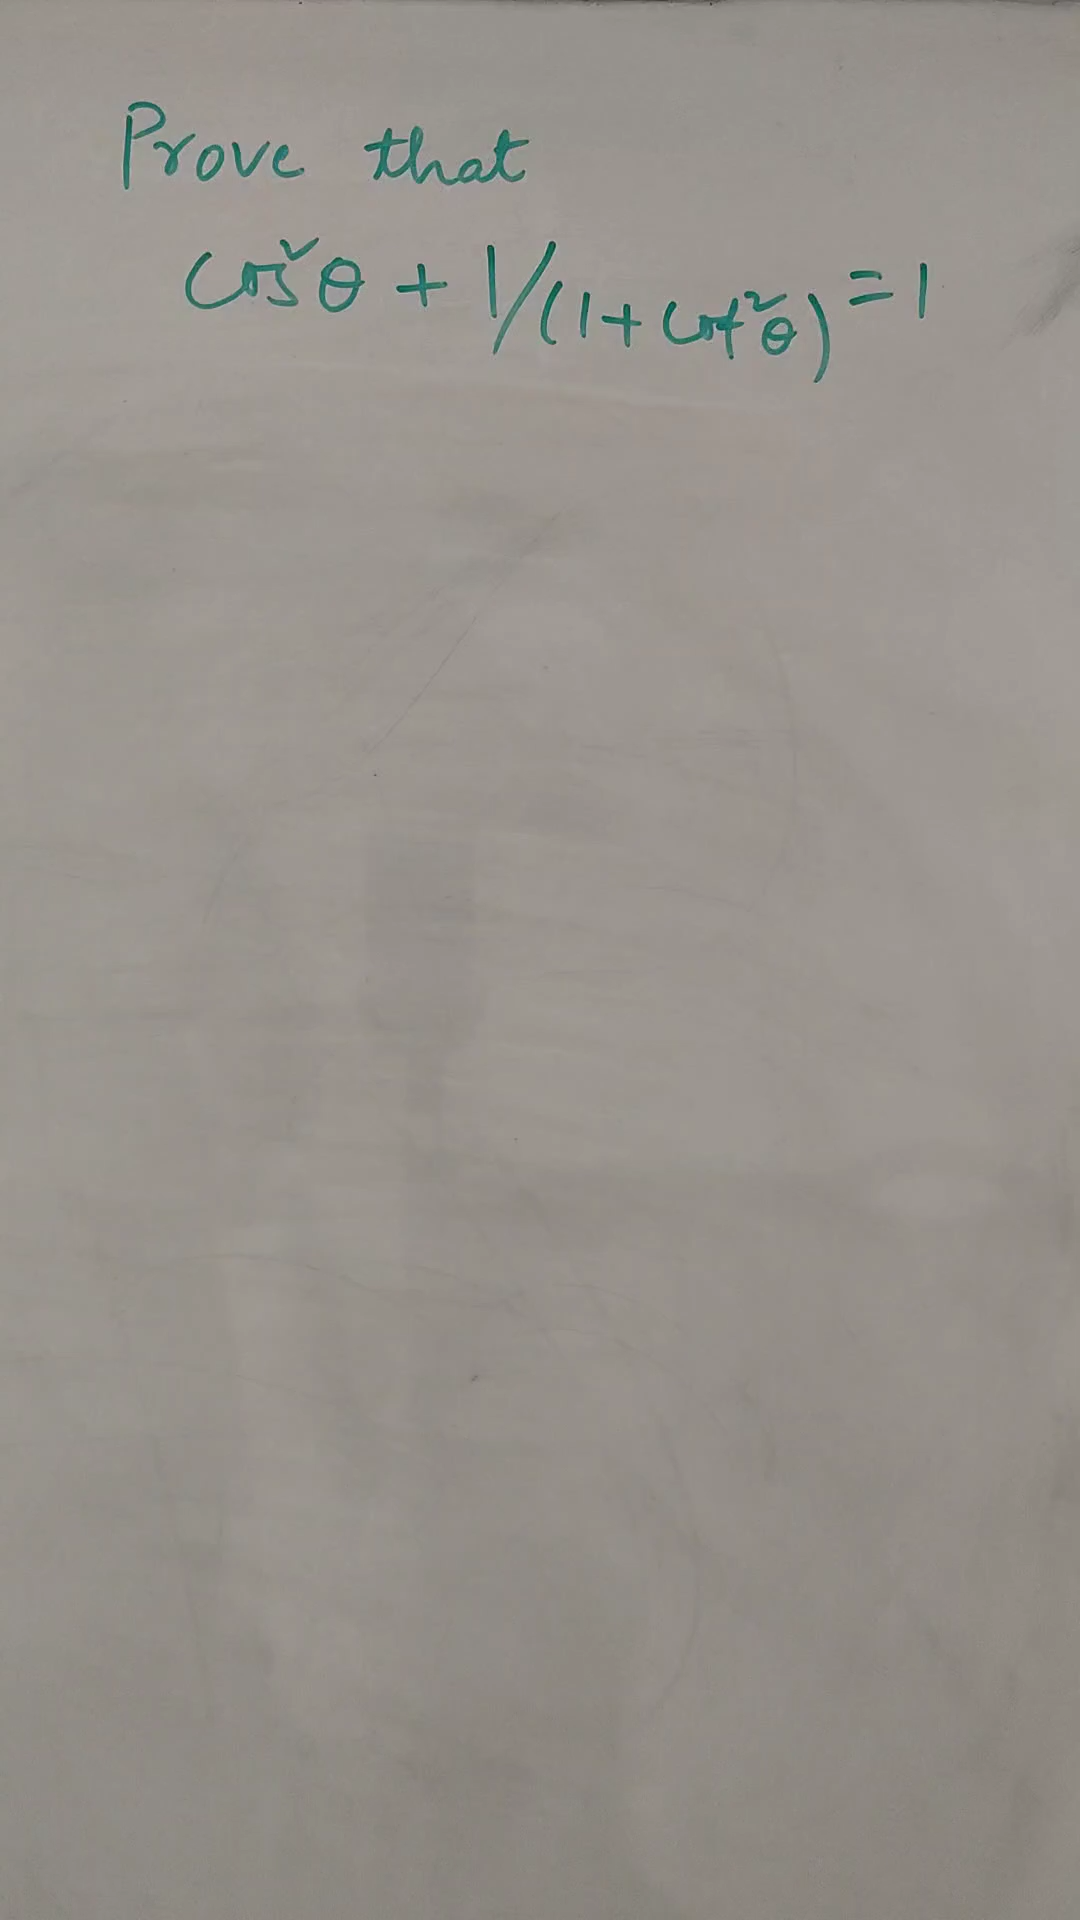 Prove that
cos²θ + 1/(1+cot²θ) = 1